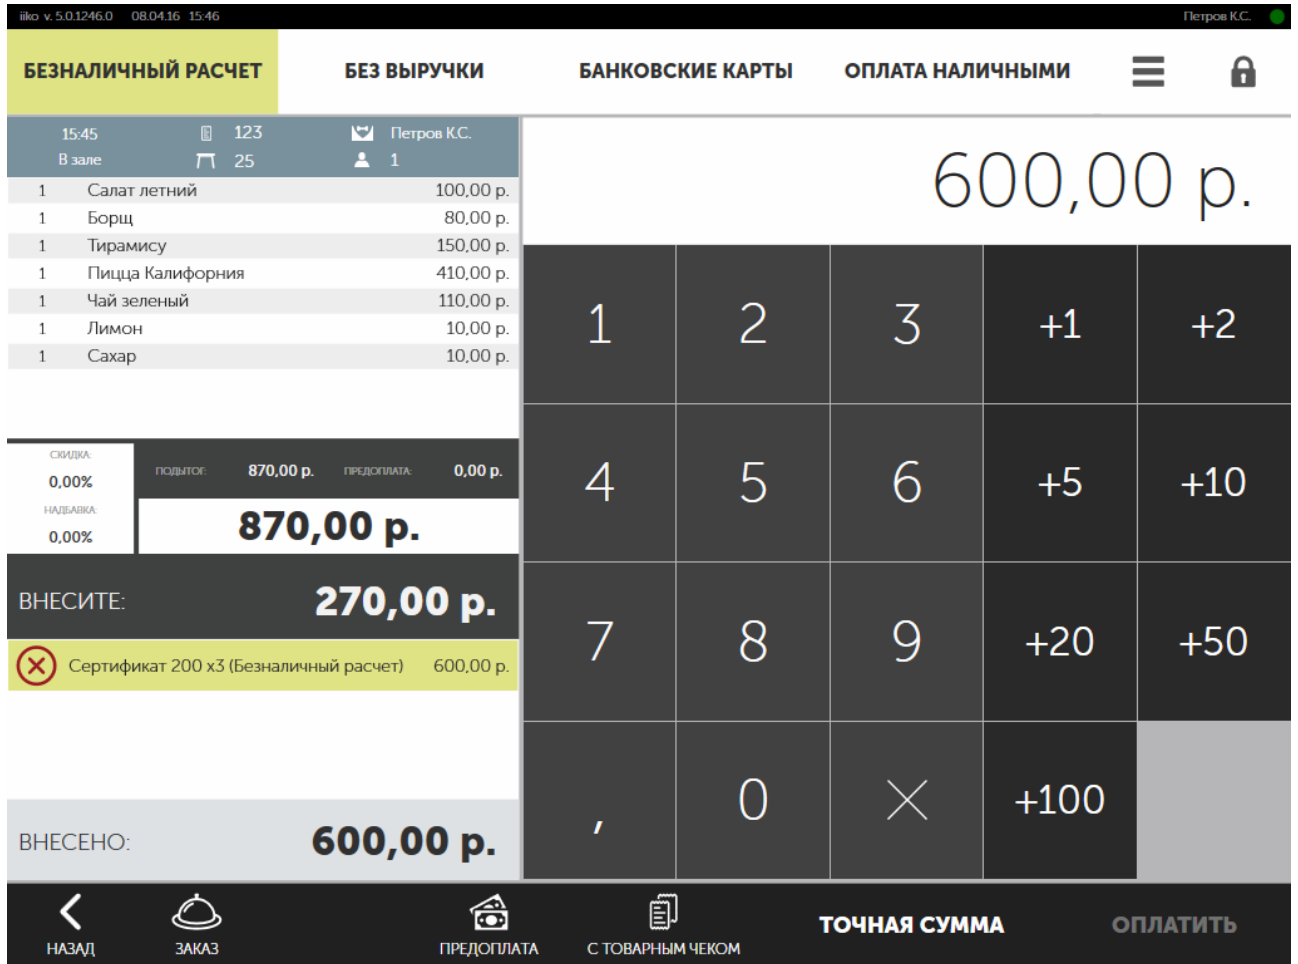 iiko v. 5.0.1246.0 08.04.16 15:46 Петров К.С.
БЕЗНАЛИЧНЫЙ РАСЧЕТ БЕЗ ВЫРУЧКИ БАНКОВСКИЕ КАРТЫ ОПЛАТА НАЛИЧНЫМИ
15:45 123 Петров К.С.
В зале 25 1
600,00 р.
1 Салат летний 100,00 р.
1 Борщ 80,00 р.
1 Тирамису 150,00 р.
1 Пицца Калифорния 410,00 р.
1 Чай зеленый 110,00 р.
1 Лимон 10,00 р.
1 Сахар 10,00 р.
СКИДКА:
0,00%
НАДБАВКА:
0,00%
ПОДЫТОГ: 870,00 р. ПРЕДОПЛАТА: 0,00 р.
870,00 р.
ВНЕСИТЕ: 270,00 р.
Сертификат 200 x3 (Безналичный расчет) 600,00 р.
ВНЕСЕНО: 600,00 р.
1 2 3 +1 +2
4 5 6 +5 +10
7 8 9 +20 +50
, 0 +100
НАЗАД ЗАКАЗ ПРЕДОПЛАТА С ТОВАРНЫМ ЧЕКОМ ТОЧНАЯ СУММА ОПЛАТИТЬ